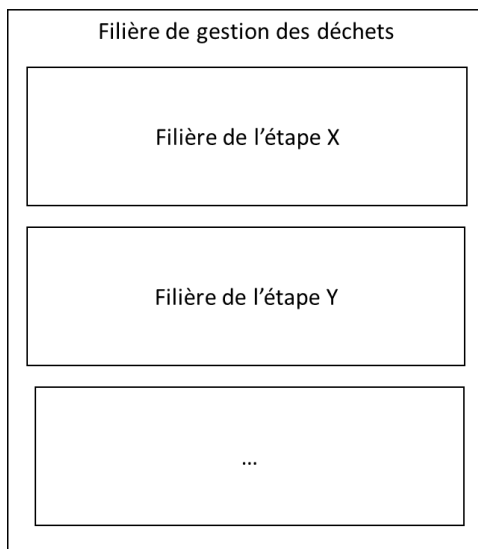 Filière de gestion des déchets
Filière de l’étape X
Filière de l’étape Y
…